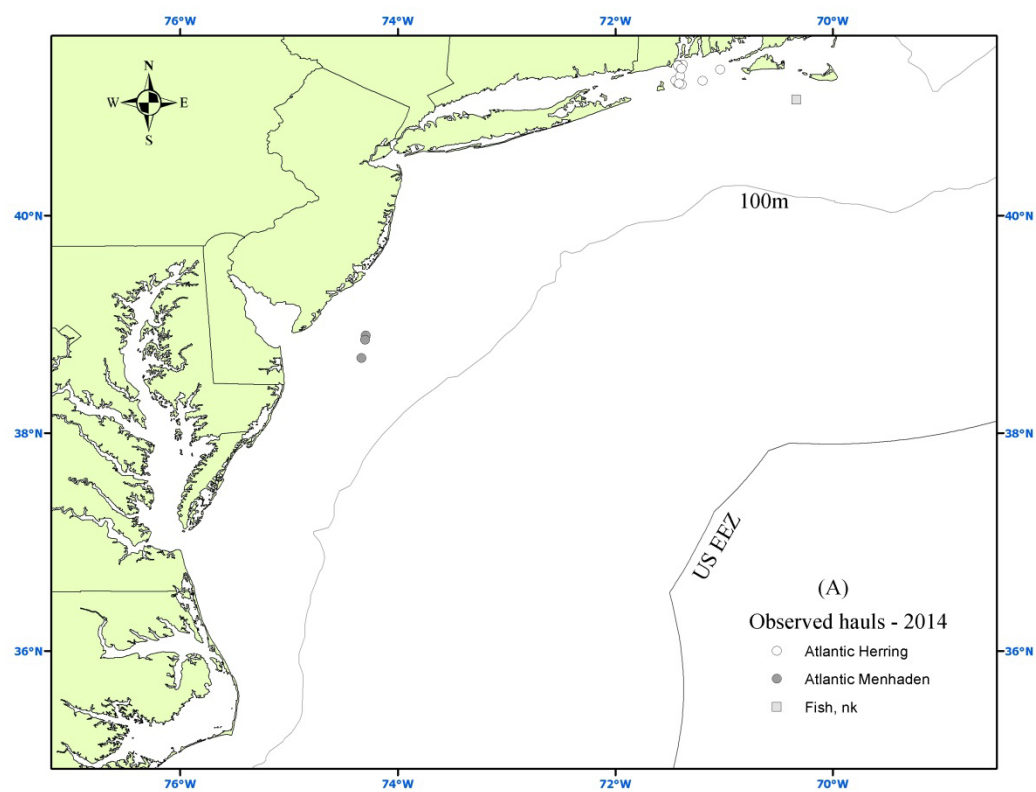 76°W 74°W 72°W 70°W
N
W E
S
40°N 100m 40°N
38°N 38°N
US EEZ
(A)
Observed hauls - 2014
36°N Atlantic Herring 36°N
Atlantic Menhaden
Fish, nk
76°W 74°W 72°W 70°W